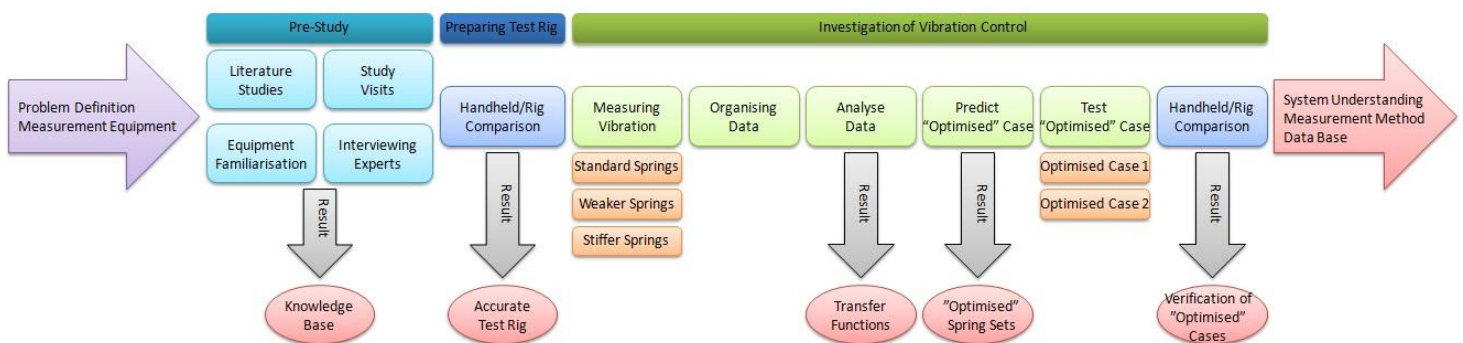 Pre-Study
Preparing Test Rig
Investigation of Vibration Control
Problem Definition
Measurement Equipment
Literature
Studies
Study
Visits
Equipment
Familiarisation
Interviewing
Experts
Handheld/Rig
Comparison
Measuring
Vibration
Organising
Data
Analyse
Data
Predict
“Optimised” Case
Test
“Optimised” Case
Handheld/Rig
Comparison
System Understanding
Measurement Method
Data Base
Standard Springs
Weaker Springs
Stiffer Springs
Optimised Case 1
Optimised Case 2
Result
Result
Result
Result
Result
Knowledge
Base
Accurate
Test Rig
Transfer
Functions
”Optimised”
Spring Sets
Verification of
”Optimised”
Cases